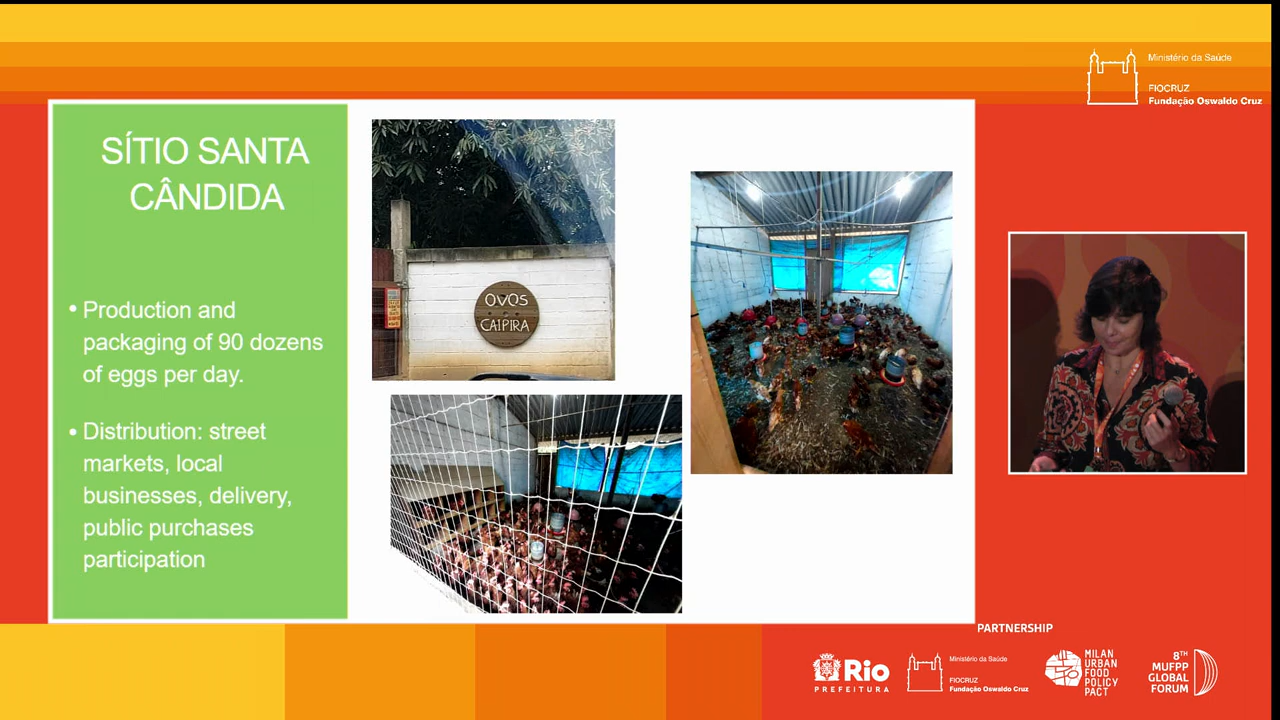 Ministério da Saúde
FIOCRUZ
Fundação Oswaldo Cruz
SÍTIO SANTA
CÂNDIDA
• Production and
packaging of 90 dozens
of eggs per day.
• Distribution: street
markets, local
businesses, delivery,
public purchases
participation
OVOS
CAIPIRA
PARTNERSHIP
Rio
PREFEITURA
Ministério da Saúde
FIOCRUZ
Fundação Oswaldo Cruz
MILAN
URBAN
FOOD
POLICY
PACT
8TH
MUFPP
GLOBAL
FORUM